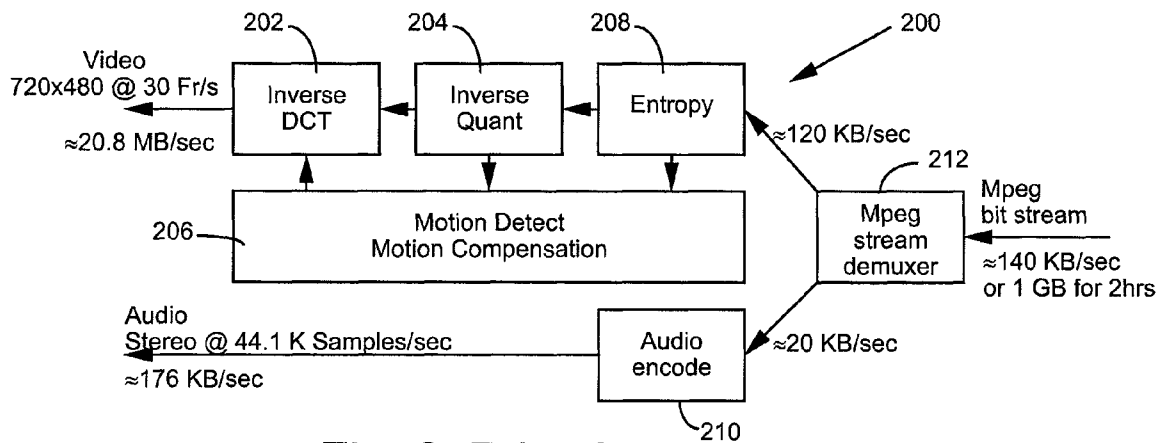 202
204
208
200
Video
720x480 @ 30 Fr/s
≈20.8 MB/sec
Inverse
DCT
Inverse
Quant
Entropy
≈120 KB/sec
212
Mpeg
stream
demuxer
Mpeg
bit stream
≈140 KB/sec
or 1 GB for 2hrs
206
Motion Detect
Motion Compensation
Audio
Stereo @ 44.1 K Samples/sec
≈176 KB/sec
Audio
encode
≈20 KB/sec
210